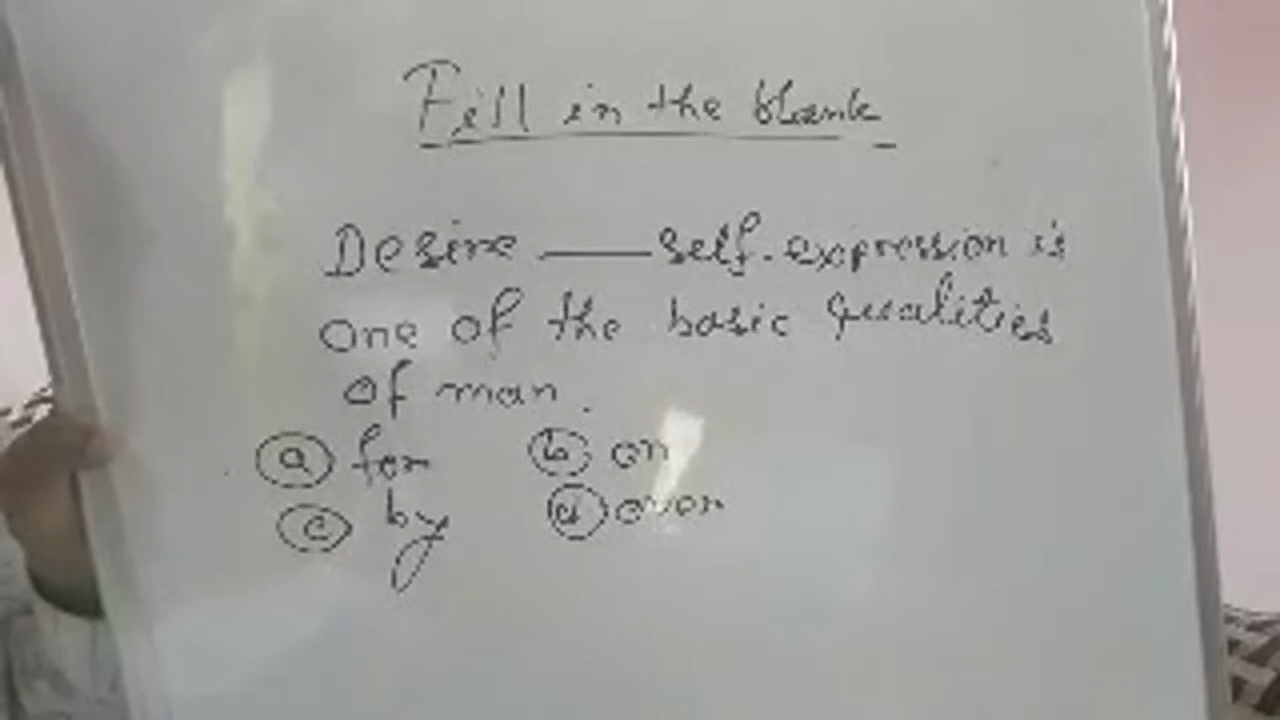 Fill in the blank
Desire ——— self-expression is
one of the basic qualities
of man.
(a) for (b) on
(c) by (d) over